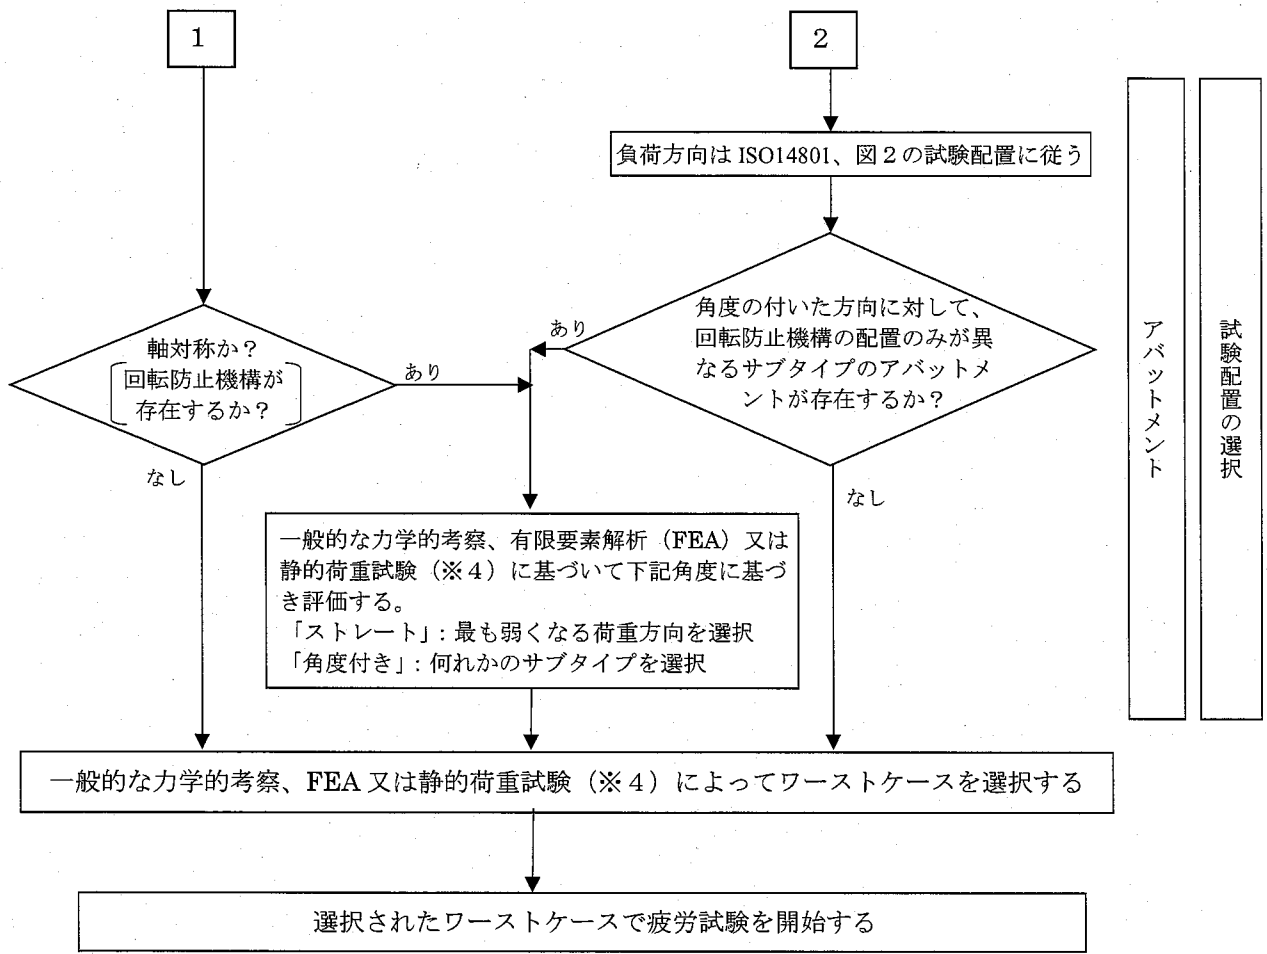 1
2
負荷方向は ISO14801、図2の試験配置に従う
角度の付いた方向に対して、
回転防止機構の配置のみが異
なるサブタイプのアバットメ
ントが存在するか?
あり
軸対称か?
回転防止機構が
存在するか?
あり
なし
なし
一般的な力学的考察、有限要素解析(FEA)又は
静的荷重試験(※4)に基づいて下記角度に基づ
き評価する。
「ストレート」: 最も弱くなる荷重方向を選択
「角度付き」: 何れかのサブタイプを選択
アバットメント
試験配置の選択
一般的な力学的考察、FEA 又は静的荷重試験(※4)によってワーストケースを選択する
選択されたワーストケースで疲労試験を開始する